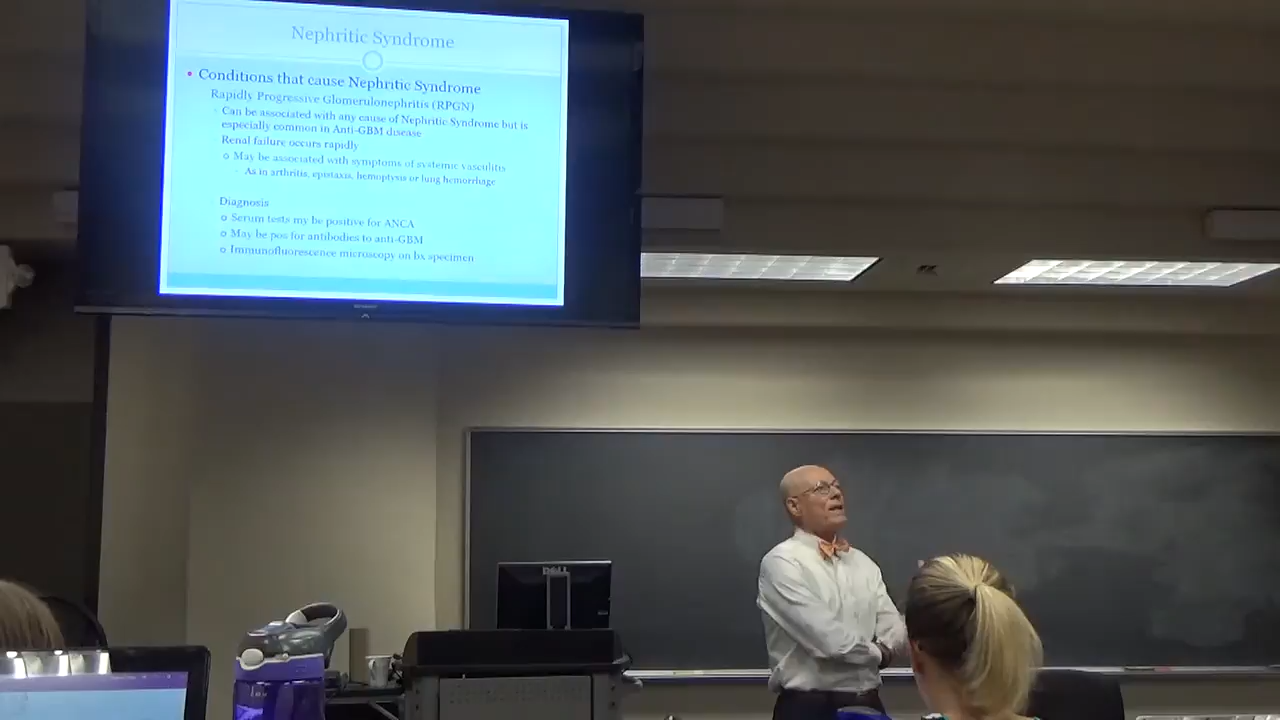 Nephritic Syndrome
Conditions that cause Nephritic Syndrome
Rapidly Progressive Glomerulonephritis (RPGN)
Can be associated with any cause of Nephritic Syndrome but is
especially common in Anti-GBM disease
Renal failure occurs rapidly
May be associated with symptoms of systemic vasculitis
As in arthritis, epistaxis, hemoptysis or lung hemorrhage
Diagnosis
Serum tests my be positive for ANCA
May be pos for antibodies to anti-GBM
Immunofluorescence microscopy on bx specimen
SHARP
DELL